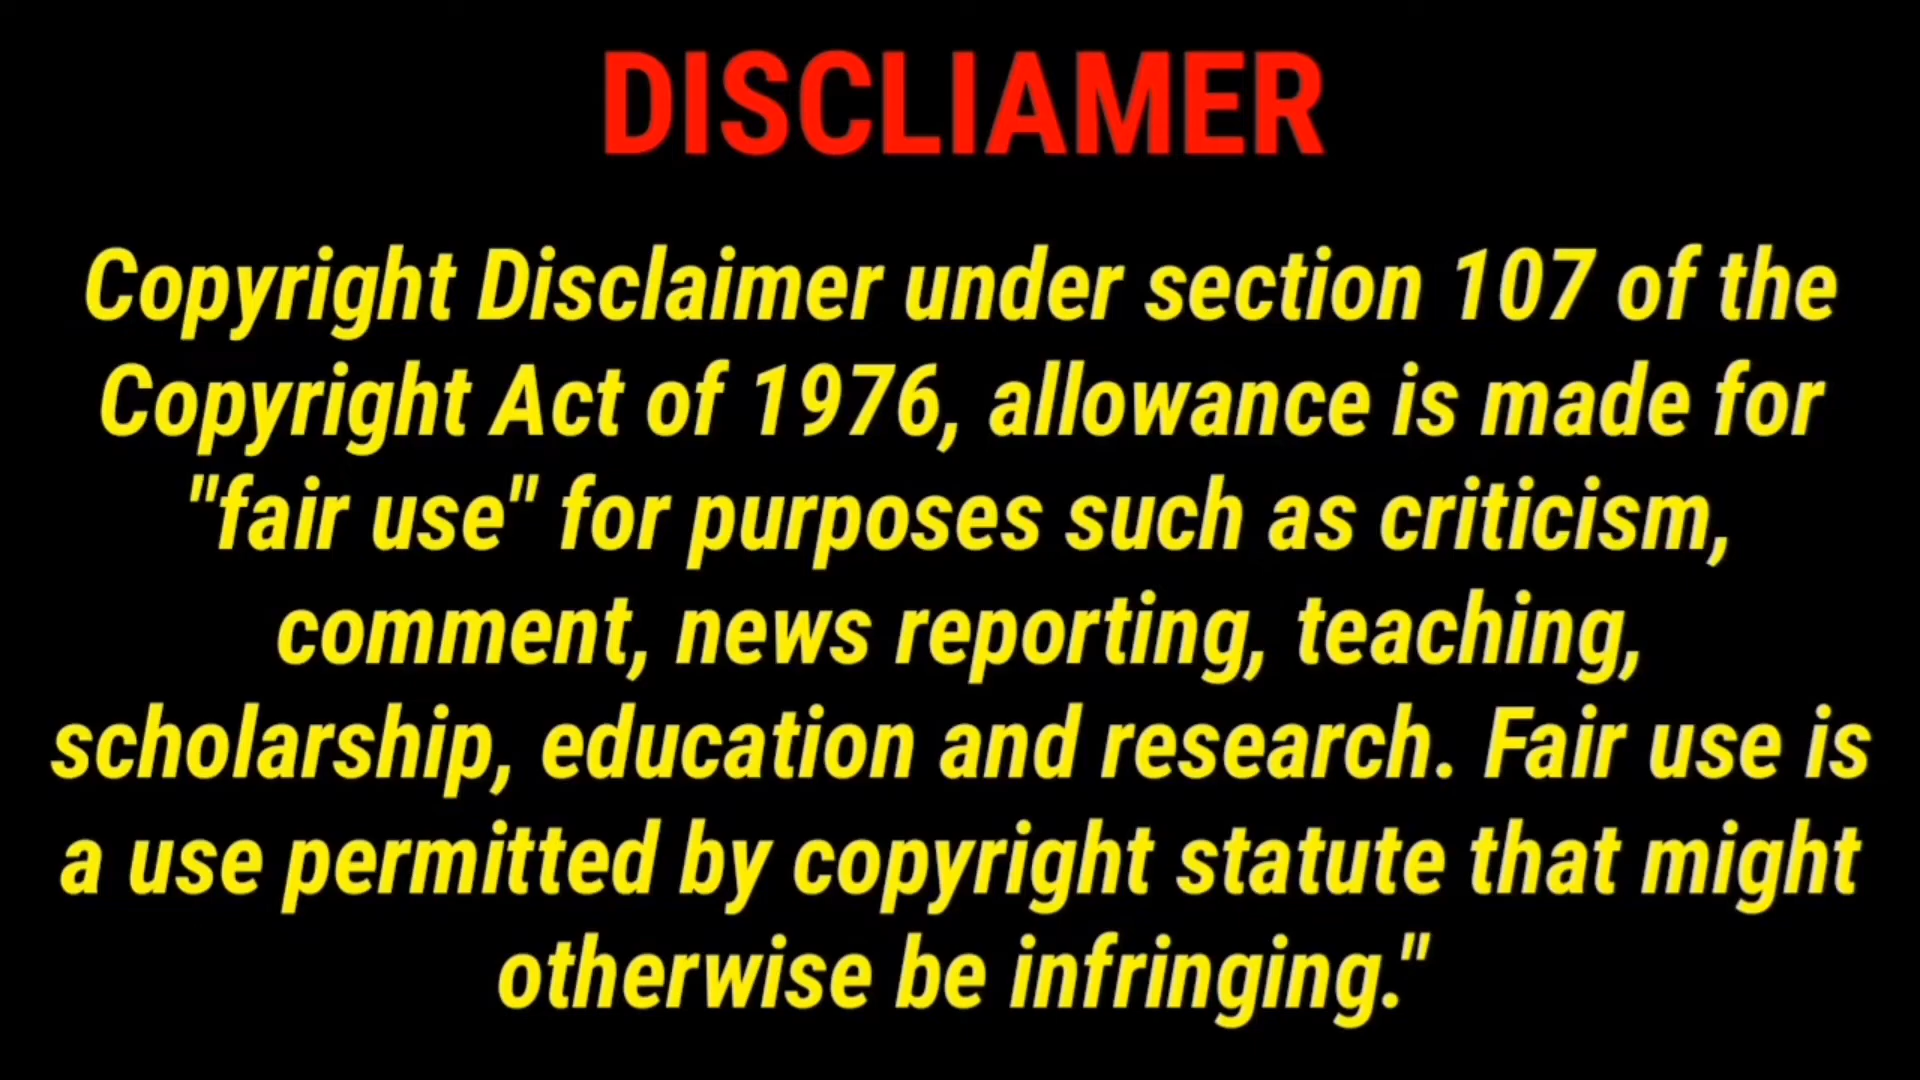 DISCLIAMER
Copyright Disclaimer under section 107 of the
Copyright Act of 1976, allowance is made for
"fair use" for purposes such as criticism,
comment, news reporting, teaching,
scholarship, education and research. Fair use is
a use permitted by copyright statute that might
otherwise be infringing."